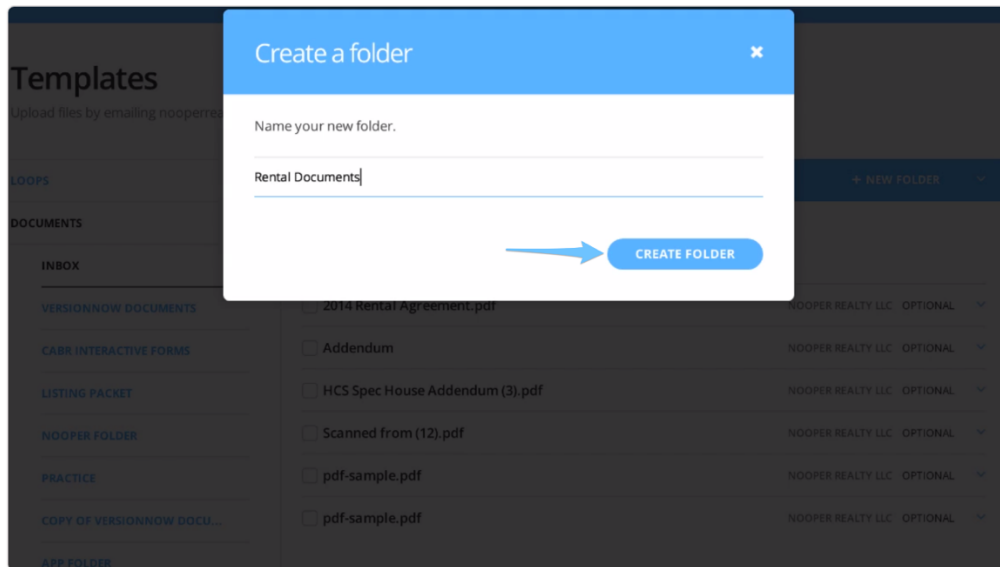 Create a folder
Name your new folder.
Rental Documents
CREATE FOLDER
Templates
Upload files by emailing
LOOPS
+ NEW FOLDER
DOCUMENTS
INBOX
VERSIONNOW DOCUMENTS
CABR INTERACTIVE FORMS
LISTING PACKET
NOOPER FOLDER
PRACTICE
COPY OF VERSIONNOW DOCU...
APP FOLDER
2014 Rental Agreement.pdf NOOPER REALTY LLC OPTIONAL
Addendum NOOPER REALTY LLC OPTIONAL
HCS Spec House Addendum (3).pdf NOOPER REALTY LLC OPTIONAL
Scanned from (12).pdf NOOPER REALTY LLC OPTIONAL
pdf-sample.pdf NOOPER REALTY LLC OPTIONAL
pdf-sample.pdf NOOPER REALTY LLC OPTIONAL